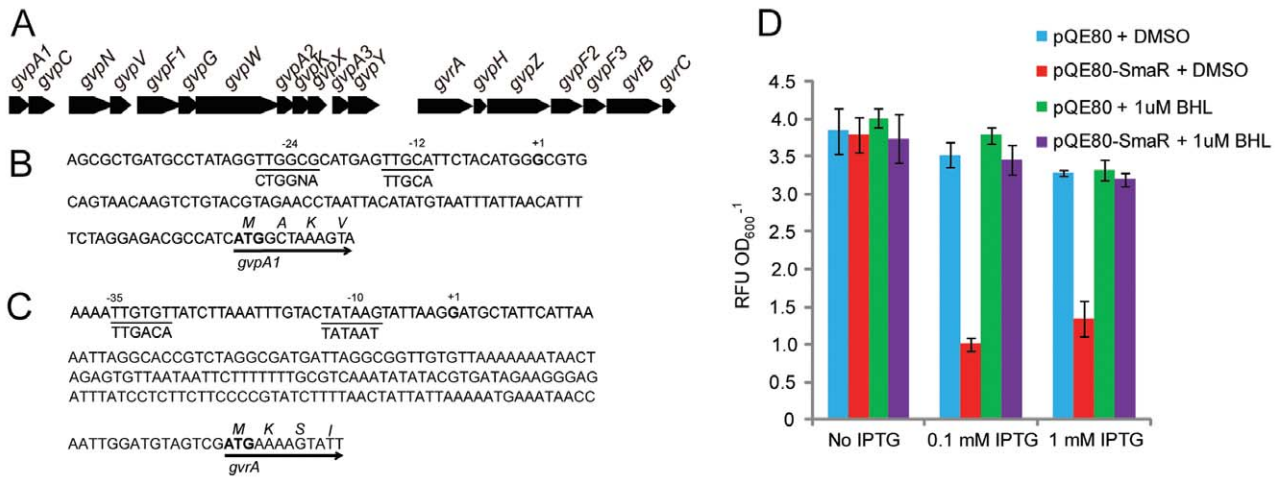 A
gvpA1 gvpC gvpN gvpV gvpF1 gvpG gvpW gvpA2 gvpK gvpX gvpA3 gvpY gvrA gvpH gvpZ gvpF2 gvpF3 gvrB gvrC
B
-24 -12 +1
AGCGCTGATGCCTATAGGTTGGCGCATGAGTTGCATTCTACATGGGCGTG
CTGGNA TTGCA
CAGTAACAAGTCTGTACGTAGAACCTAATTACATATGTAATTTATTAACATTT
M A K V
TCTAGGAGACGCCATCATGGCTAAAGTA
gvpA1
C
-35 -10 +1
AAAATTGTGTTATCTTAAATTTGTACTATAAGTATTAAGGATGCTATTCATTAA
TTGACA TATAAT
AATTAGGCACCGTCTAGGCGATGATTAGGCGGTTGTGTTAAAAAAATAACT
AGAGTGTTAATAATTCTTTTTTTGCGTCAAATATATACGTGATAGAAGGGAG
ATTTATCCTCTTCTTCCCCGTATCTTTTAACTATTATTAAAAATGAAATAACC
M K S I
AATTGGATGTAGTCGATGAAAAGTATT
gvrA
D
pQE80 + DMSO
pQE80-SmaR + DMSO
pQE80 + 1uM BHL
pQE80-SmaR + 1uM BHL
RFU OD600-1
4.5
4.0
3.5
3.0
2.5
2.0
1.5
1.0
0.5
0
No IPTG 0.1 mM IPTG 1 mM IPTG